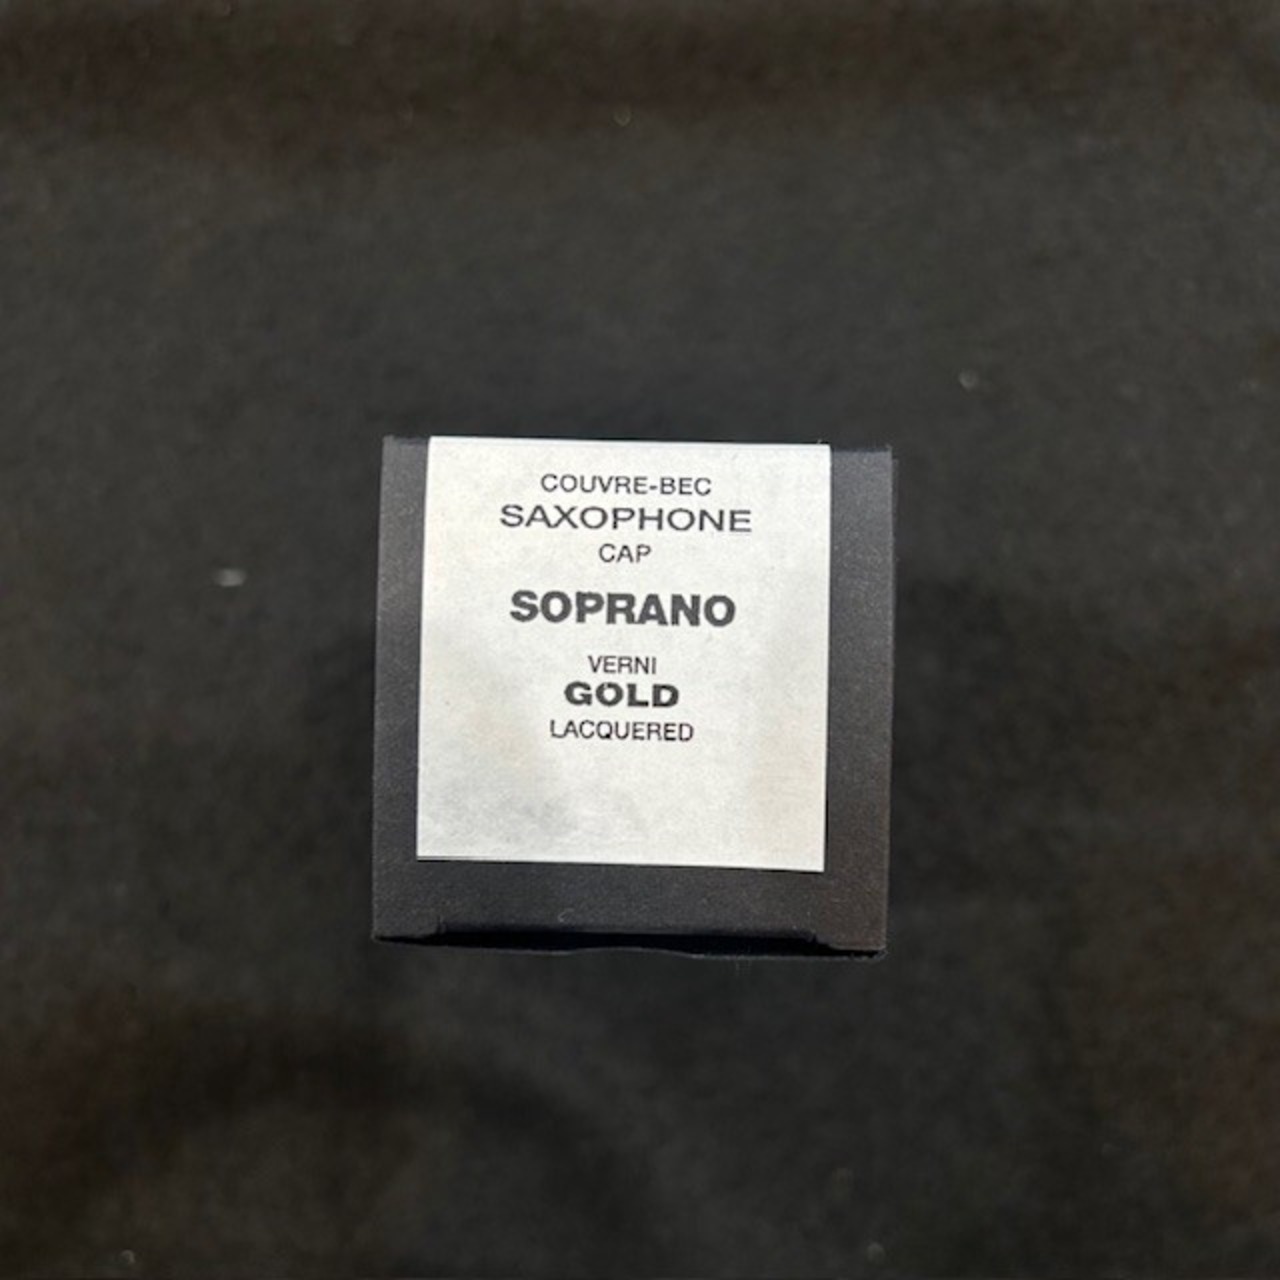 COUVRE-BEC
SAXOPHONE
CAP
SOPRANO
VERNI
GOLD
LACQUERED